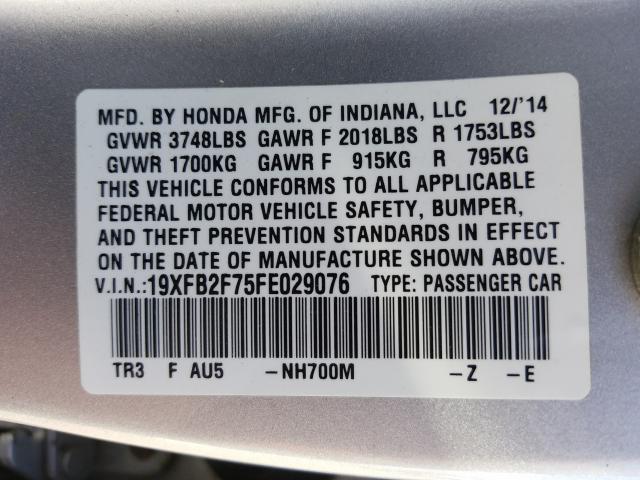 MFD. BY HONDA MFG. OF INDIANA, LLC 12/'14
GVWR 3748LBS GAWR F 2018LBS R 1753LBS
GVWR 1700KG GAWR F 915KG R 795KG
THIS VEHICLE CONFORMS TO ALL APPLICABLE
FEDERAL MOTOR VEHICLE SAFETY, BUMPER,
AND THEFT PREVENTION STANDARDS IN EFFECT
ON THE DATE OF MANUFACTURE SHOWN ABOVE.
V.I.N.:19XFB2F75FE029076 TYPE: PASSENGER CAR
TR3 F AU5 -NH700M -Z -E